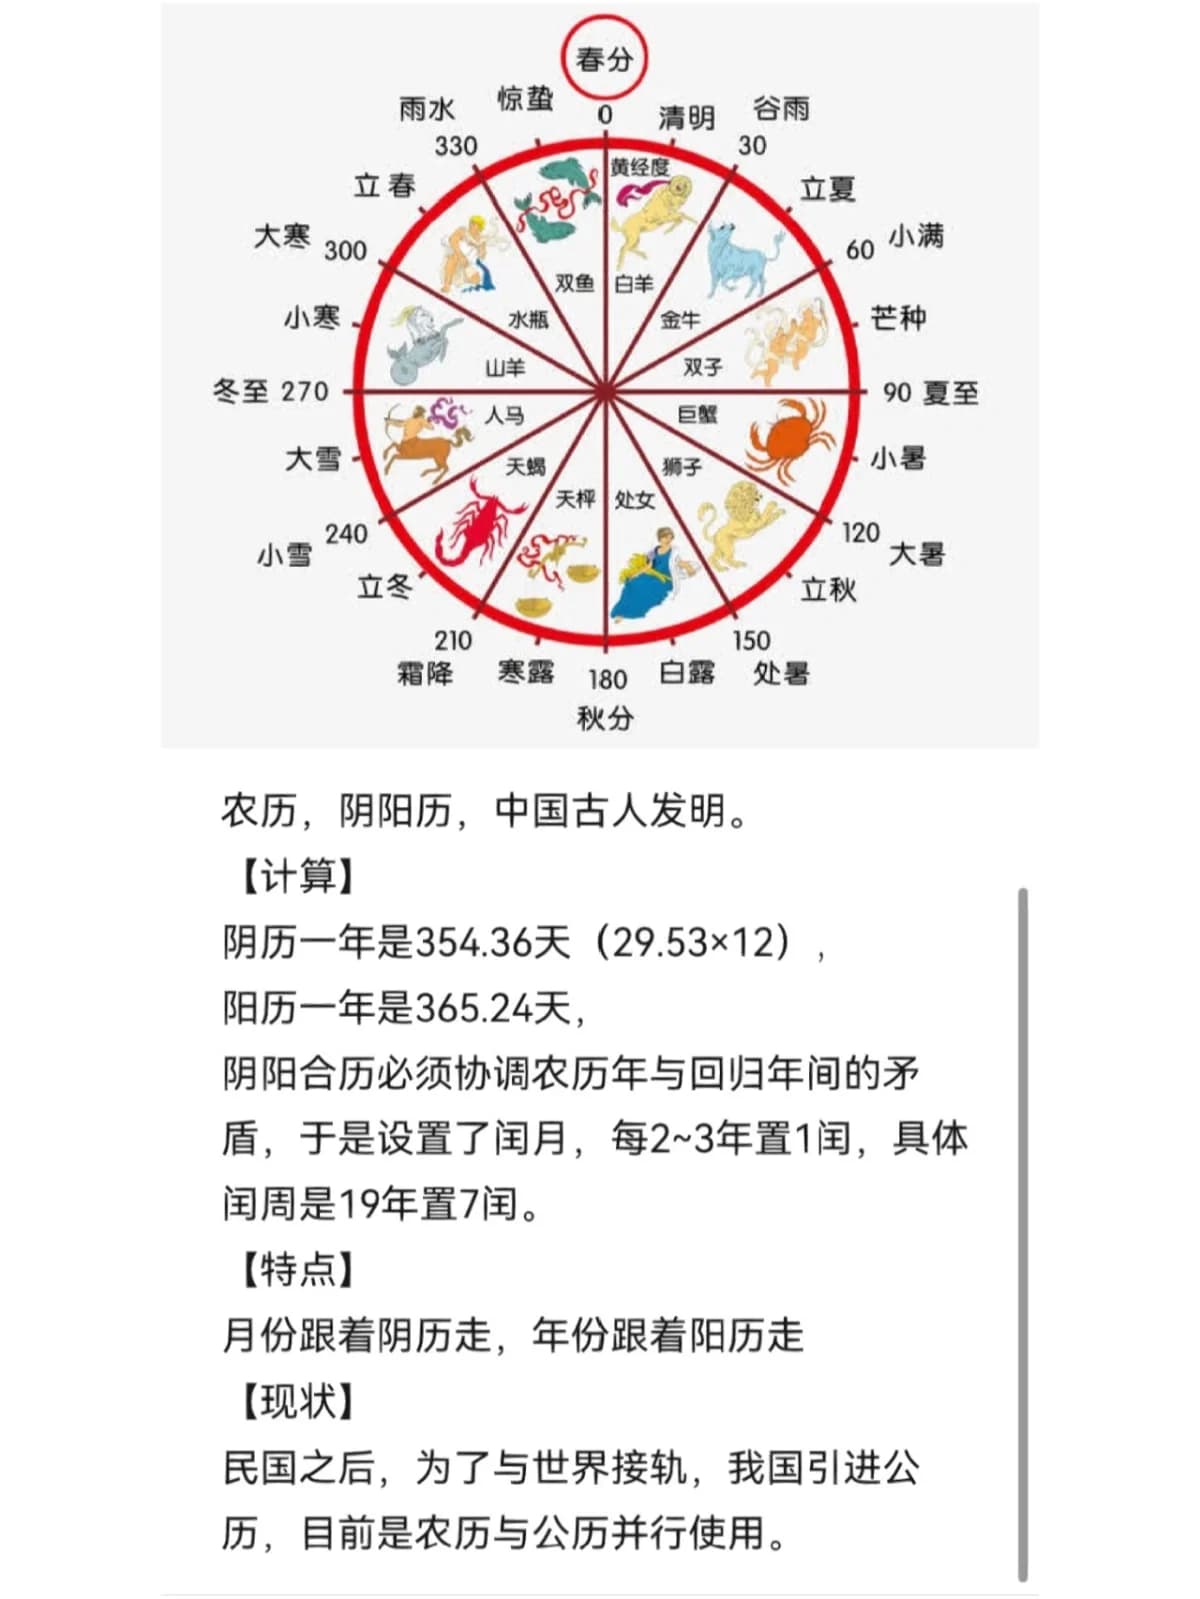 春分
惊蛰
雨水
0
清明
谷雨
330
30
黄经度
立春
立夏
大寒
300
60
小满
双鱼
白羊
小寒
水瓶
金牛
芒种
山羊
双子
冬至 270
90 夏至
人马
巨蟹
大雪
天蝎
狮子
小暑
天枰
处女
240
120
小雪
大暑
立冬
立秋
210
150
霜降
寒露
180
白露
处暑
秋分
农历，阴阳历，中国古人发明。
【计算】
阴历一年是354.36天（29.53×12），
阳历一年是365.24天，
阴阳合历必须协调农历年与回归年间的矛
盾，于是设置了闰月，每2~3年置1闰，具体
闰周是19年置7闰。
【特点】
月份跟着阴历走，年份跟着阳历走
【现状】
民国之后，为了与世界接轨，我国引进公
历，目前是农历与公历并行使用。